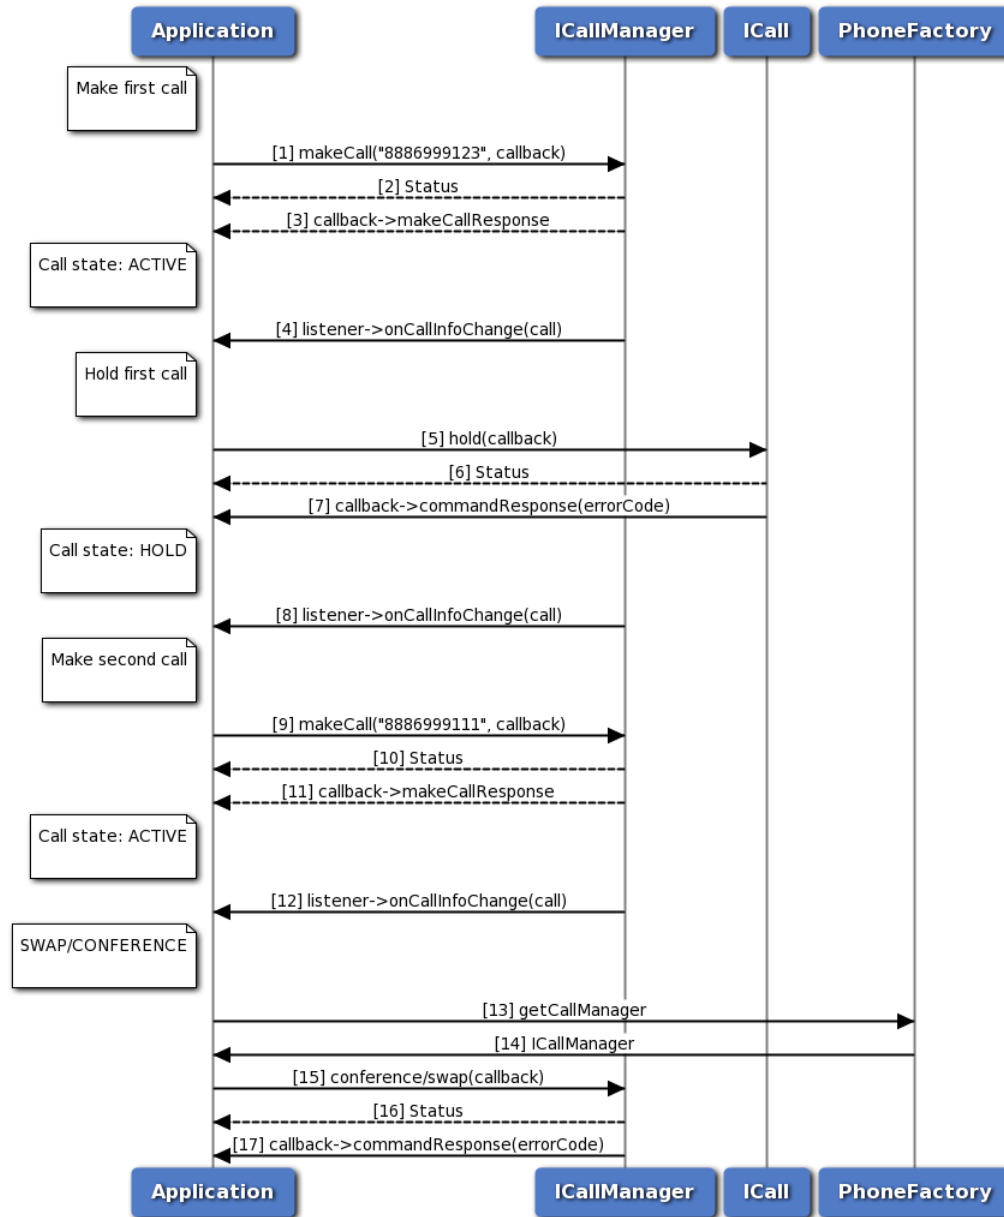 Application
ICallManager
ICall
PhoneFactory
Make first call
[1] makeCall("8886999123", callback)
[2] Status
[3] callback->makeCallResponse
Call state: ACTIVE
[4] listener->onCallInfoChange(call)
Hold first call
[5] hold(callback)
[6] Status
[7] callback->commandResponse(errorCode)
Call state: HOLD
[8] listener->onCallInfoChange(call)
Make second call
[9] makeCall("8886999111", callback)
[10] Status
[11] callback->makeCallResponse
Call state: ACTIVE
[12] listener->onCallInfoChange(call)
SWAP/CONFERENCE
[13] getCallManager
[14] ICallManager
[15] conference/swap(callback)
[16] Status
[17] callback->commandResponse(errorCode)
Application
ICallManager
ICall
PhoneFactory